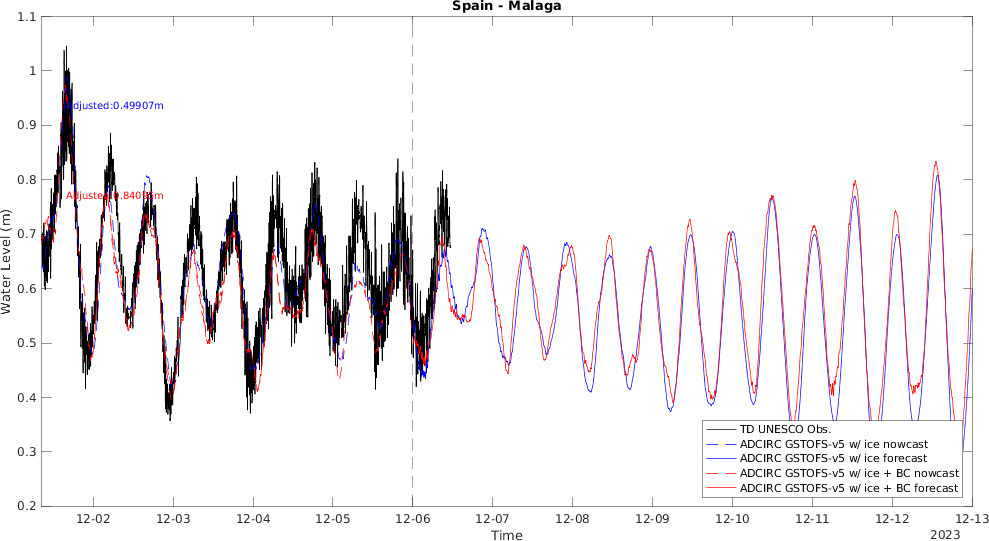 Spain - Malaga
1.1
1
0.9
0.8
0.7
0.6
0.5
0.4
0.3
0.2
Water Level (m)
Adjusted:0.49907m
TD UNESCO Obs.
ADCIRC GSTOFS-v5 w/ ice nowcast
ADCIRC GSTOFS-v5 w/ ice forecast
ADCIRC GSTOFS-v5 w/ ice + BC nowcast
ADCIRC GSTOFS-v5 w/ ice + BC forecast
12-02 12-03 12-04 12-05 12-06 12-07 12-08 12-09 12-10 12-11 12-12 12-13
Time
2023